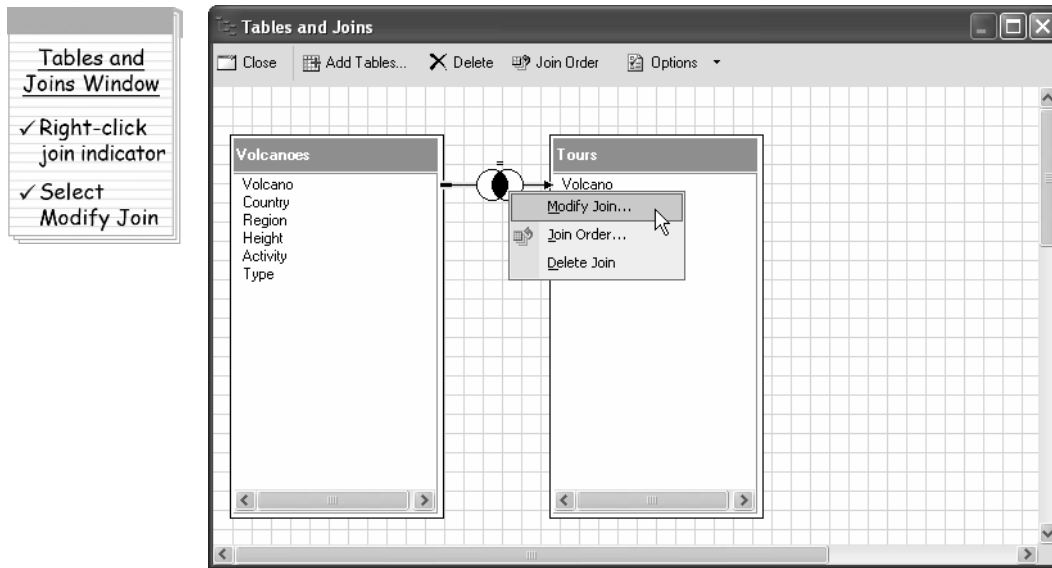 Tables and
Joins Window
✓ Right-click
join indicator
✓ Select
Modify Join
Tables and Joins
Close Add Tables... Delete Join Order Options
Volcanoes
Volcano
Country
Region
Height
Activity
Type
=
Tours
Volcano
Modify Join...
Join Order...
Delete Join